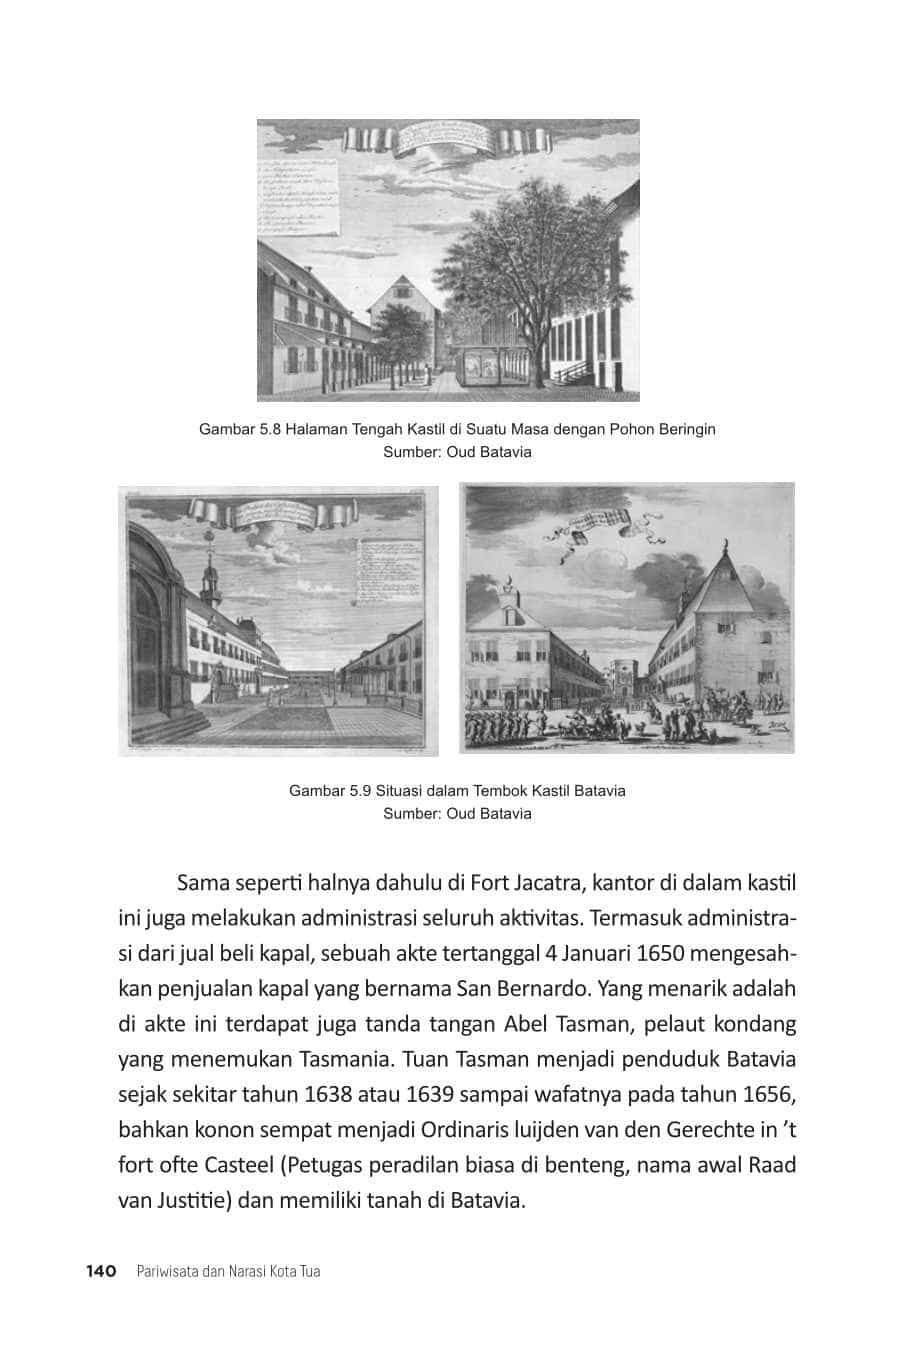 Gambar 5.8 Halaman Tengah Kastil di Suatu Masa dengan Pohon Beringin
Sumber: Oud Batavia
Gambar 5.9 Situasi dalam Tembok Kastil Batavia
Sumber: Oud Batavia
Sama seperti halnya dahulu di Fort Jacatra, kantor di dalam kastil
ini juga melakukan administrasi seluruh aktivitas. Termasuk administra-
si dari jual beli kapal, sebuah akte tertanggal 4 Januari 1650 mengesah-
kan penjualan kapal yang bernama San Bernardo. Yang menarik adalah
di akte ini terdapat juga tanda tangan Abel Tasman, pelaut kondang
yang menemukan Tasmania. Tuan Tasman menjadi penduduk Batavia
sejak sekitar tahun 1638 atau 1639 sampai wafatnya pada tahun 1656,
bahkan konon sempat menjadi Ordinaris luijden van den Gerechte in ’t
fort ofte Casteel (Petugas peradilan biasa di benteng, nama awal Raad
van Justitie) dan memiliki tanah di Batavia.
140 Pariwisata dan Narasi Kota Tua